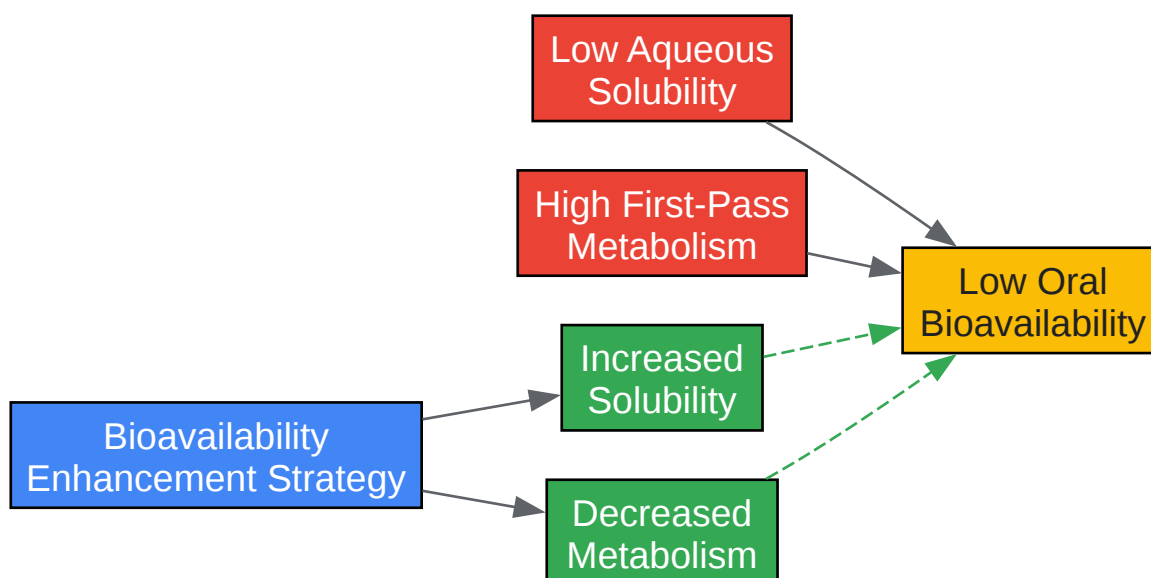 Low Aqueous
Solubility
High First-Pass
Metabolism
Low Oral
Bioavailability
Increased
Solubility
Bioavailability
Enhancement Strategy
Decreased
Metabolism